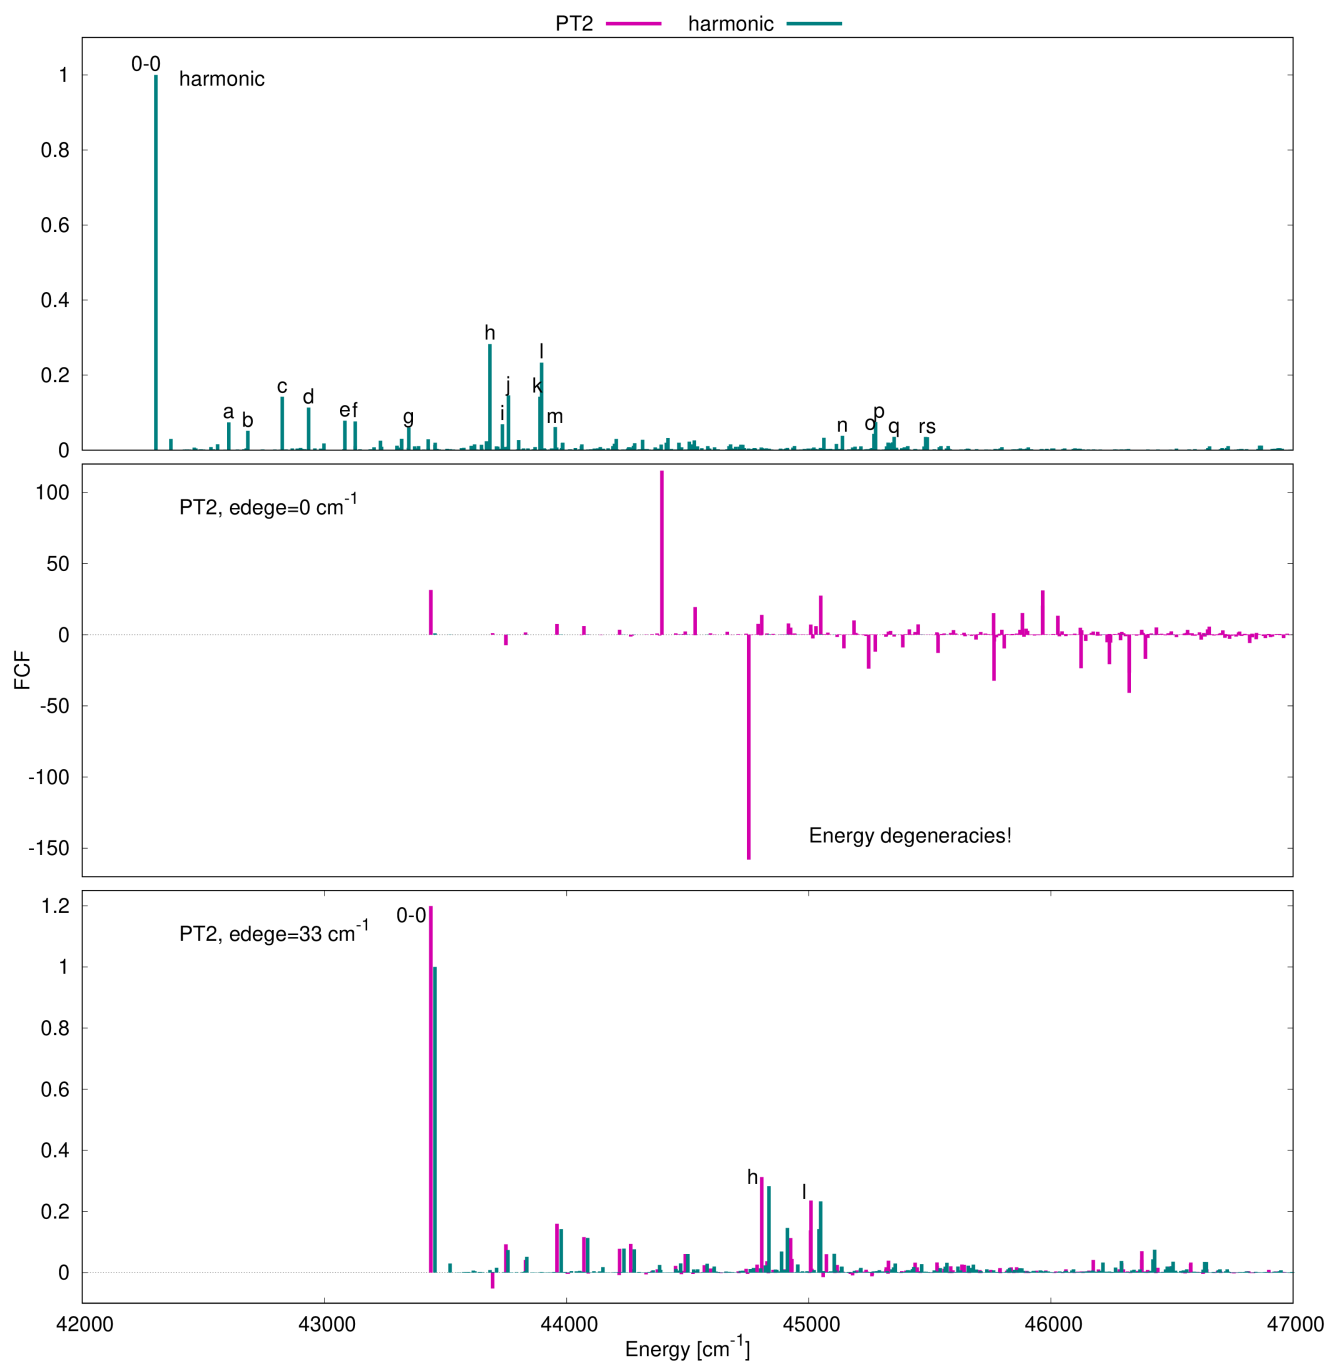 PT2 harmonic
0-0
harmonic
1
0.8
0.6
0.4
0.2
0
a b c d e f g h i j k l m n o p q r s
PT2, edege=0 cm-1
100
50
0
-50
-100
-150
Energy degeneracies!
FCF
0-0
PT2, edege=33 cm-1
1.2
1
0.8
0.6
0.4
0.2
0
h l
42000 43000 44000 45000 46000 47000
Energy [cm-1]